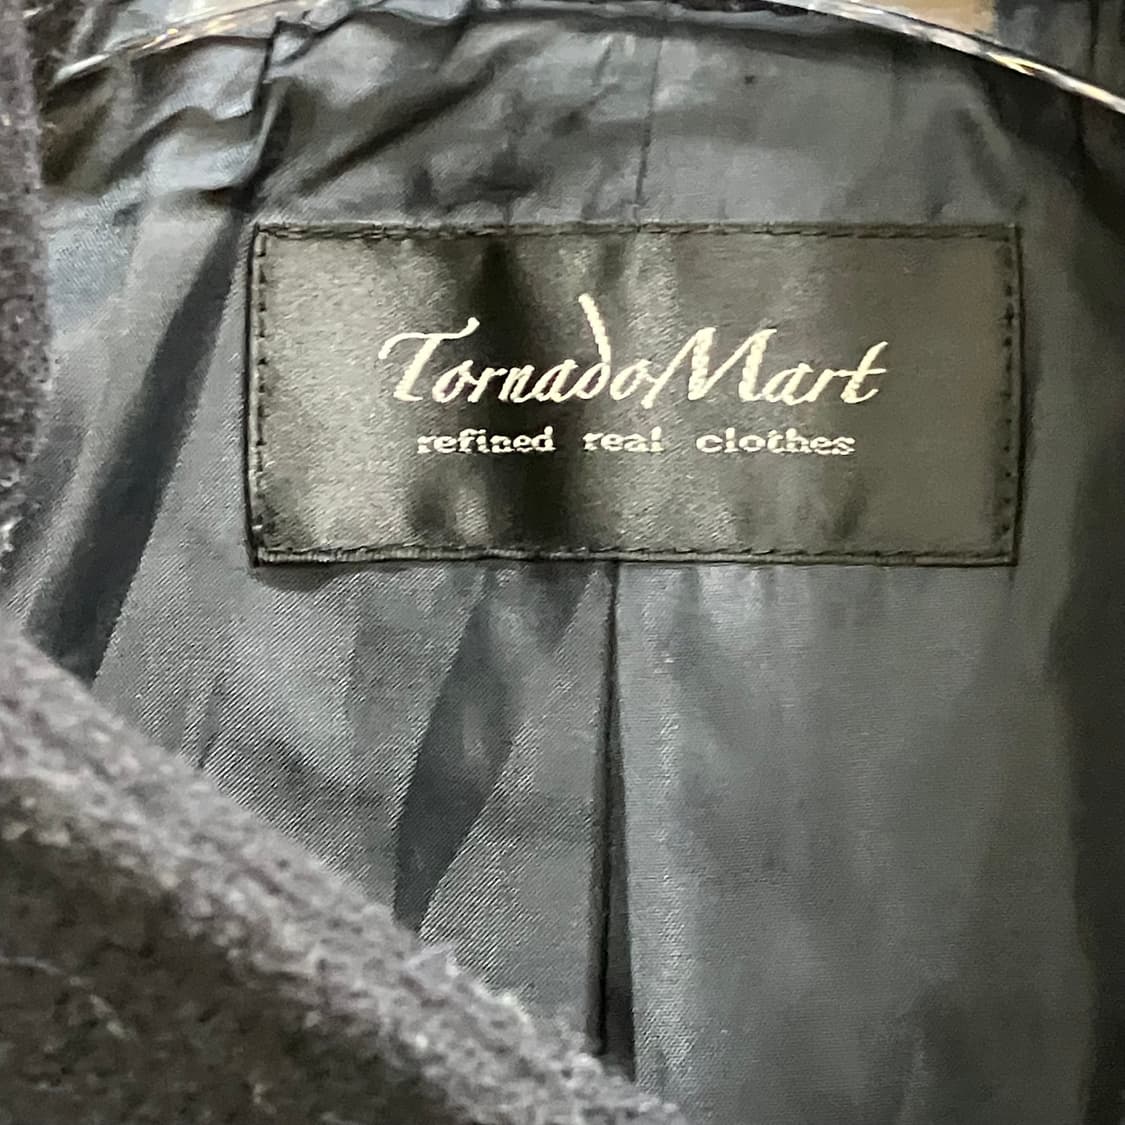 TornadoMart
refined real clothes